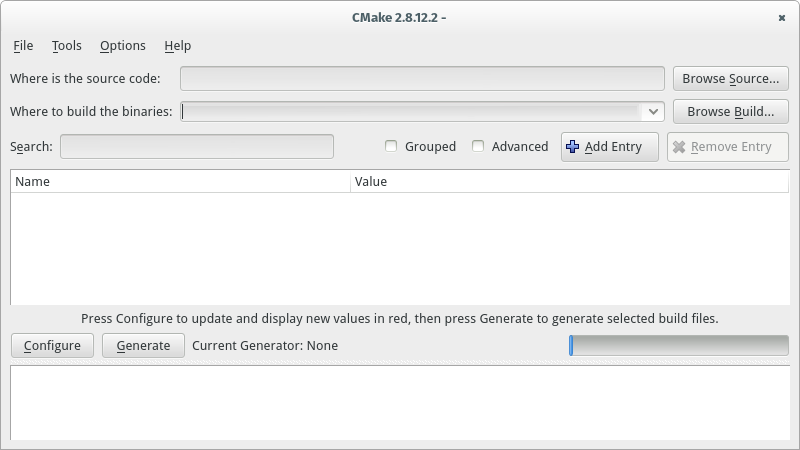 CMake 2.8.12.2 -
File Tools Options Help
Where is the source code: Browse Source...
Where to build the binaries: Browse Build...
Search: Grouped Advanced Add Entry Remove Entry
Name Value
Press Configure to update and display new values in red, then press Generate to generate selected build files.
Configure Generate Current Generator: None